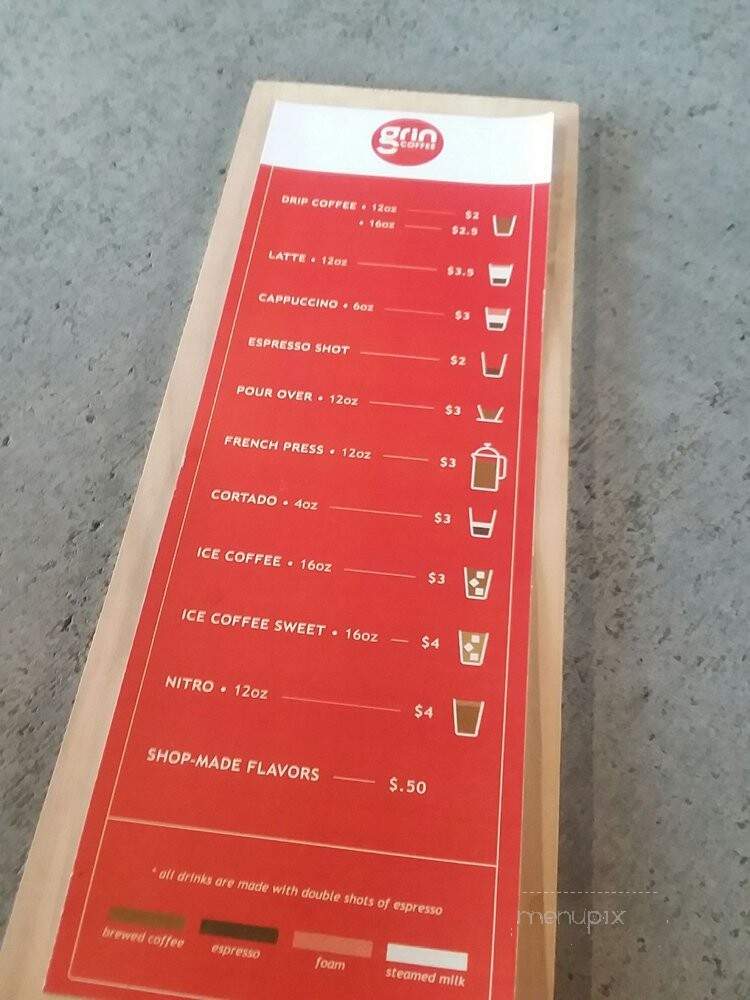 grin
COFFEE
DRIP COFFEE • 12oz $2
• 16oz $2.5
LATTE • 12oz $3.5
CAPPUCCINO • 6oz $3
ESPRESSO SHOT $2
POUR OVER • 12oz $3
FRENCH PRESS • 12oz $3
CORTADO • 4oz $3
ICE COFFEE • 16oz $3
ICE COFFEE SWEET • 16oz $4
NITRO • 12oz $4
SHOP-MADE FLAVORS $.50
* all drinks are made with double shots of espresso
brewed coffee espresso foam steamed milk
menupix